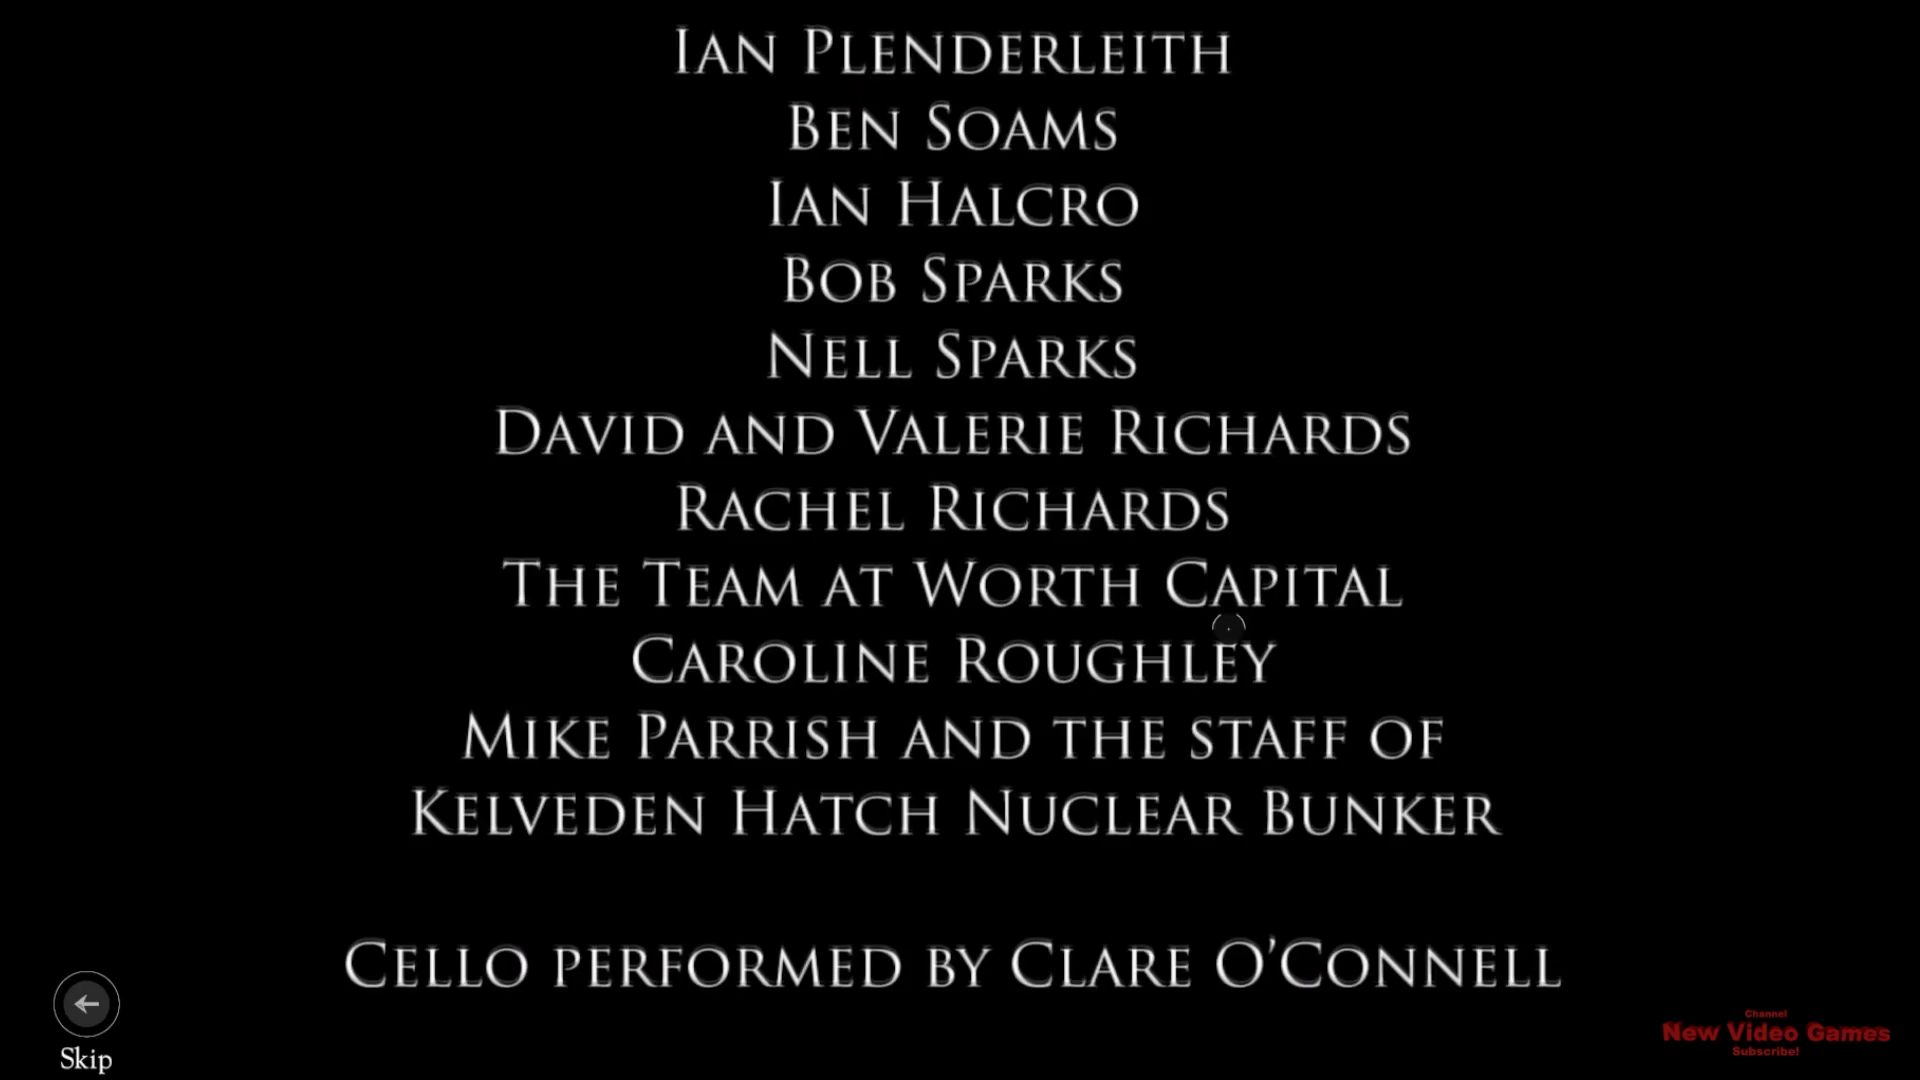 Ian Plenderleith
Ben Soams
Ian Halcro
Bob Sparks
Nell Sparks
David and Valerie Richards
Rachel Richards
The Team at Worth Capital
Caroline Roughley
Mike Parrish and the staff of
Kelveden Hatch Nuclear Bunker
Cello performed by Clare O'Connell
Skip
Channel
New Video Games
Subscribe!